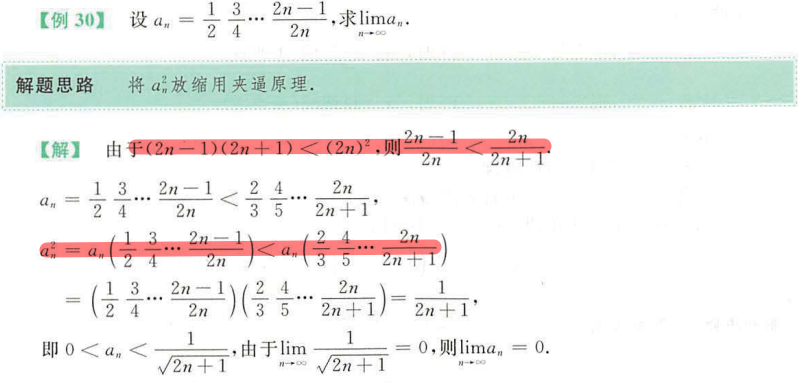 【例 30】 设 $a_n = \frac{1}{2} \frac{3}{4} \cdots \frac{2n-1}{2n}$,求$\lim_{n \to \infty} a_n$.
解题思路 将 $a_n^2$放缩用夹逼原理.
【解】 由于$(2n-1)(2n+1) < (2n)^2$,则$\frac{2n-1}{2n} < \frac{2n}{2n+1}$.
$a_n = \frac{1}{2} \frac{3}{4} \cdots \frac{2n-1}{2n} < \frac{2}{3} \frac{4}{5} \cdots \frac{2n}{2n+1}$,
$a_n^2 = a_n \left( \frac{1}{2} \frac{3}{4} \cdots \frac{2n-1}{2n} \right) < a_n \left( \frac{2}{3} \frac{4}{5} \cdots \frac{2n}{2n+1} \right)$
$= \left( \frac{1}{2} \frac{3}{4} \cdots \frac{2n-1}{2n} \right) \left( \frac{2}{3} \frac{4}{5} \cdots \frac{2n}{2n+1} \right) = \frac{1}{2n+1}$,
即 $0 < a_n < \frac{1}{\sqrt{2n+1}}$,由于$\lim_{n \to \infty} \frac{1}{\sqrt{2n+1}} = 0$,则$\lim_{n \to \infty} a_n = 0$.